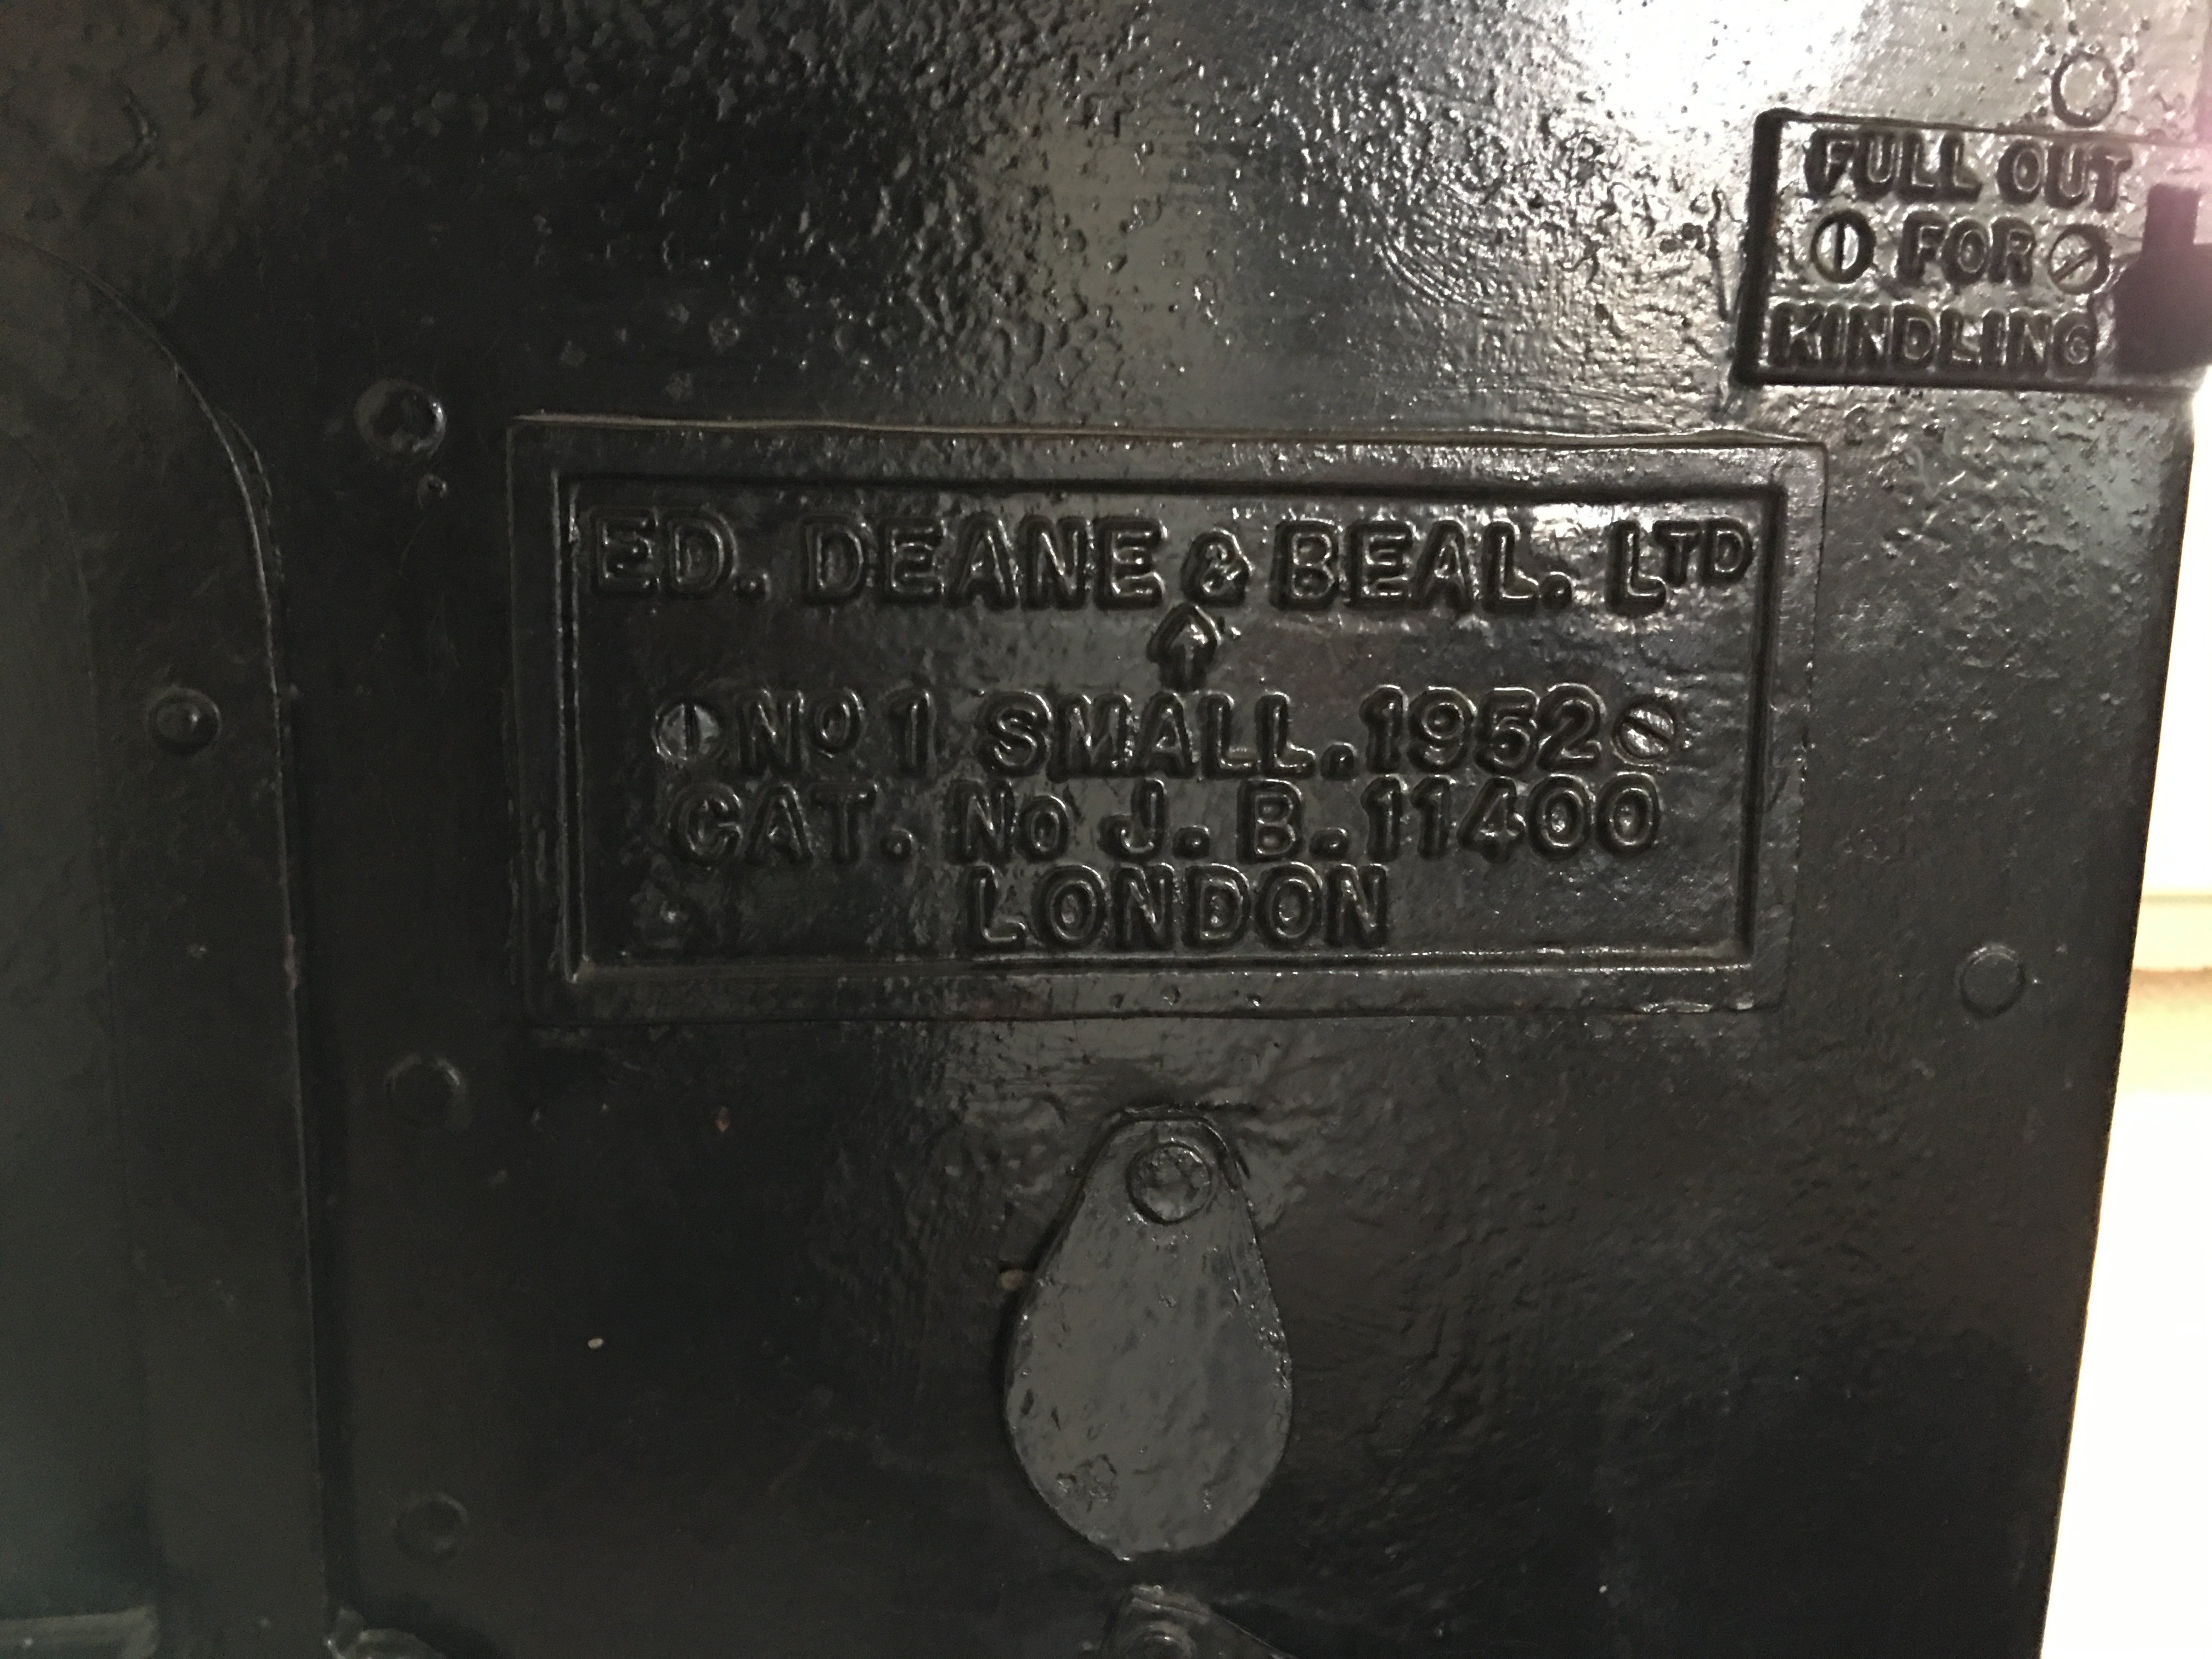 FULL OUT
FOR
KINDLING
ED. DEANE & BEAL. LTD
No 1 SMALL. 1952
CAT. No J. B. 11400
LONDON